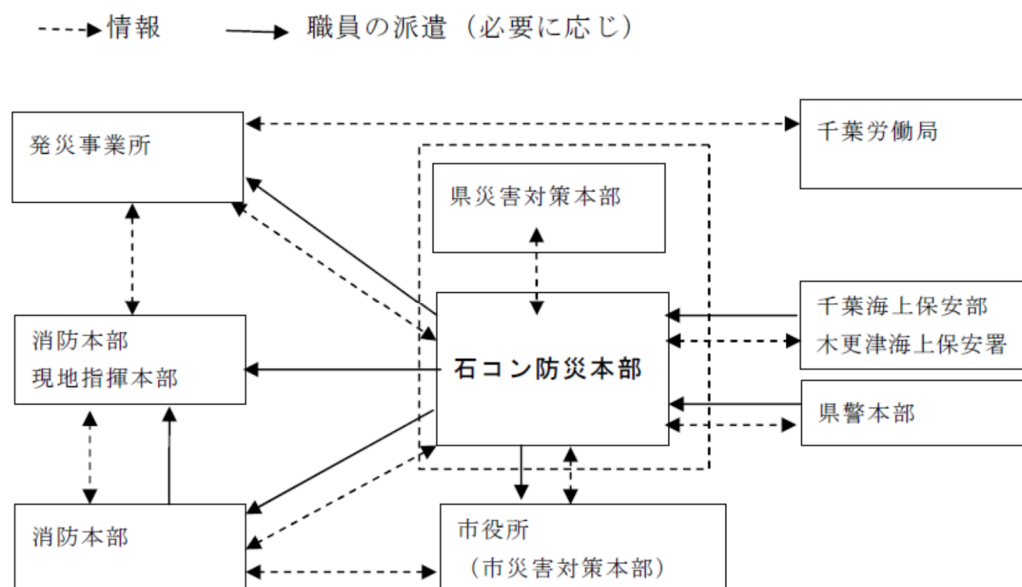 情報
職員の派遣（必要に応じ）
発災事業所
千葉労働局
県災害対策本部
千葉海上保安部
木更津海上保安署
消防本部
現地指揮本部
石コン防災本部
県警本部
消防本部
市役所
（市災害対策本部）